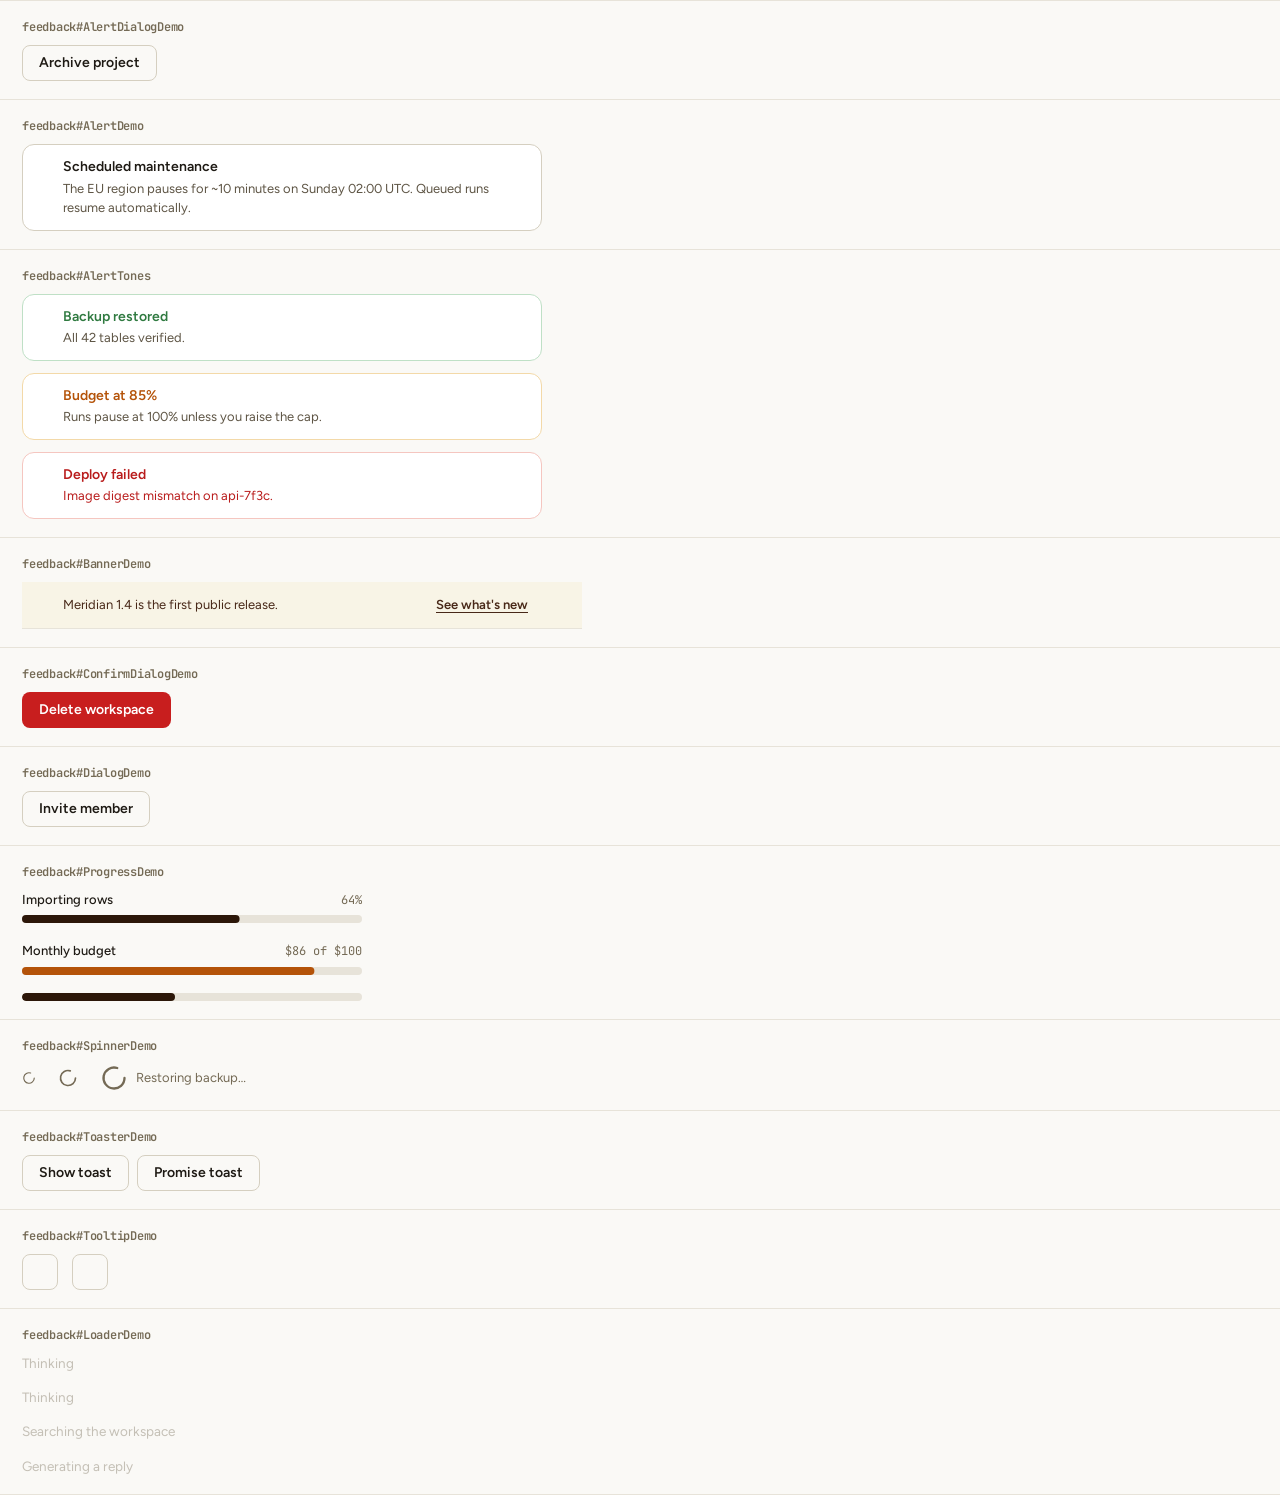 feedback#AlertDialogDemo
Archive project
feedback#AlertDemo
Scheduled maintenance
The EU region pauses for ~10 minutes on Sunday 02:00 UTC. Queued runs
resume automatically.
feedback#AlertTones
Backup restored
All 42 tables verified.
Budget at 85%
Runs pause at 100% unless you raise the cap.
Deploy failed
Image digest mismatch on api-7f3c.
feedback#BannerDemo
Meridian 1.4 is the first public release. See what's new
feedback#ConfirmDialogDemo
Delete workspace
feedback#DialogDemo
Invite member
feedback#ProgressDemo
Importing rows 64%
Monthly budget $86 of $100
feedback#SpinnerDemo
Restoring backup…
feedback#ToasterDemo
Show toast Promise toast
feedback#TooltipDemo
feedback#LoaderDemo
Thinking
Thinking
Searching the workspace
Generating a reply